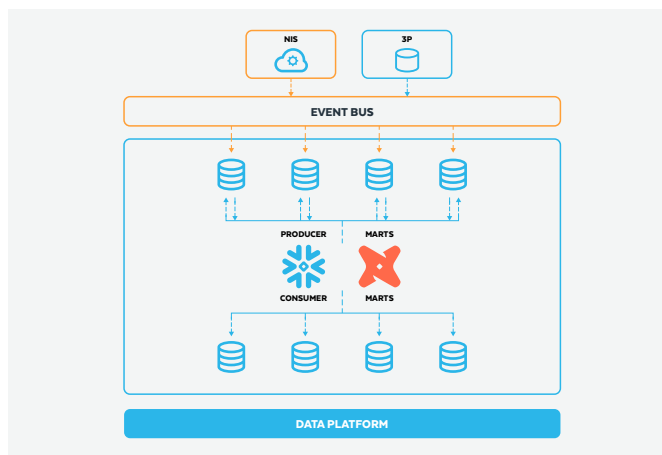 NIS
3P
EVENT BUS
PRODUCER MARTS
CONSUMER MARTS
DATA PLATFORM